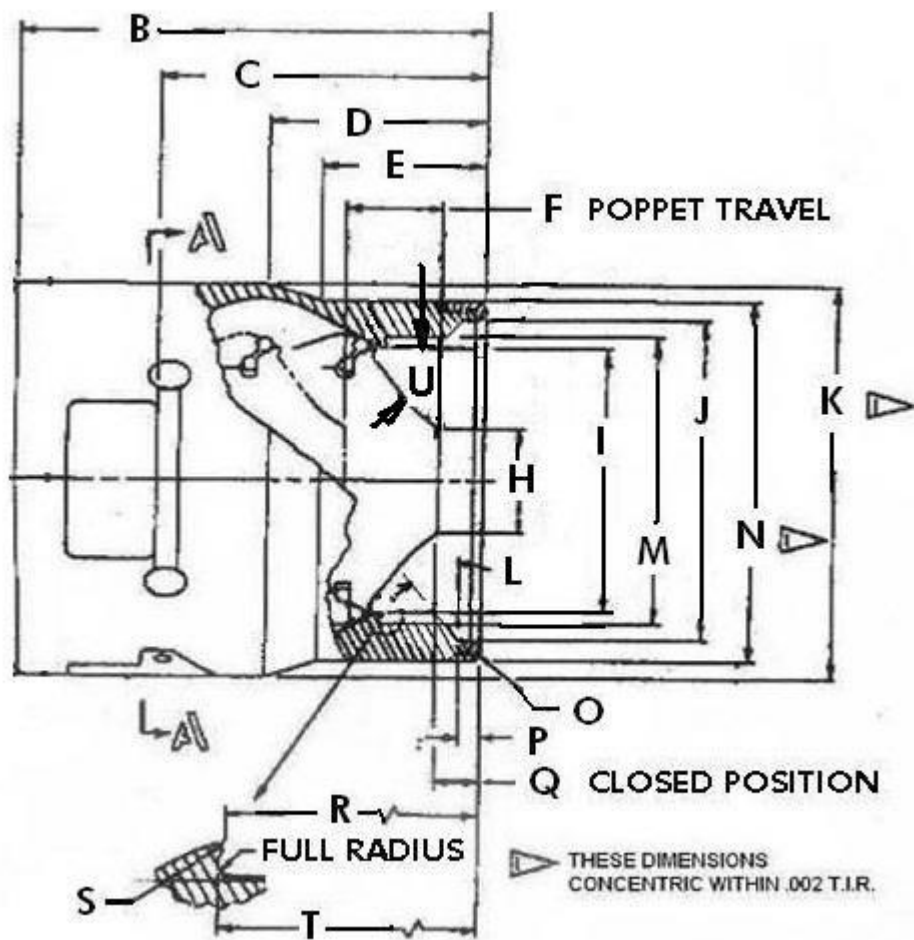 B
C
D
E
F POPPET TRAVEL
A
U
K
I
J
H
N
M
L
O
P
Q CLOSED POSITION
A
R
FULL RADIUS
S
T
THESE DIMENSIONS
CONCENTRIC WITHIN .002 T.I.R.